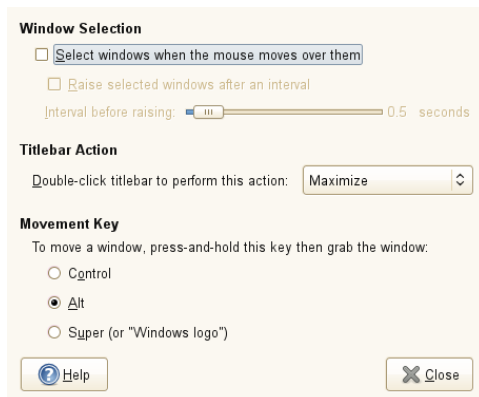 Window Selection
Select windows when the mouse moves over them
Raise selected windows after an interval
Interval before raising: 0.5 seconds
Titlebar Action
Double-click titlebar to perform this action: Maximize
Movement Key
To move a window, press-and-hold this key then grab the window:
Control
Alt
Super (or "Windows logo")
Help Close